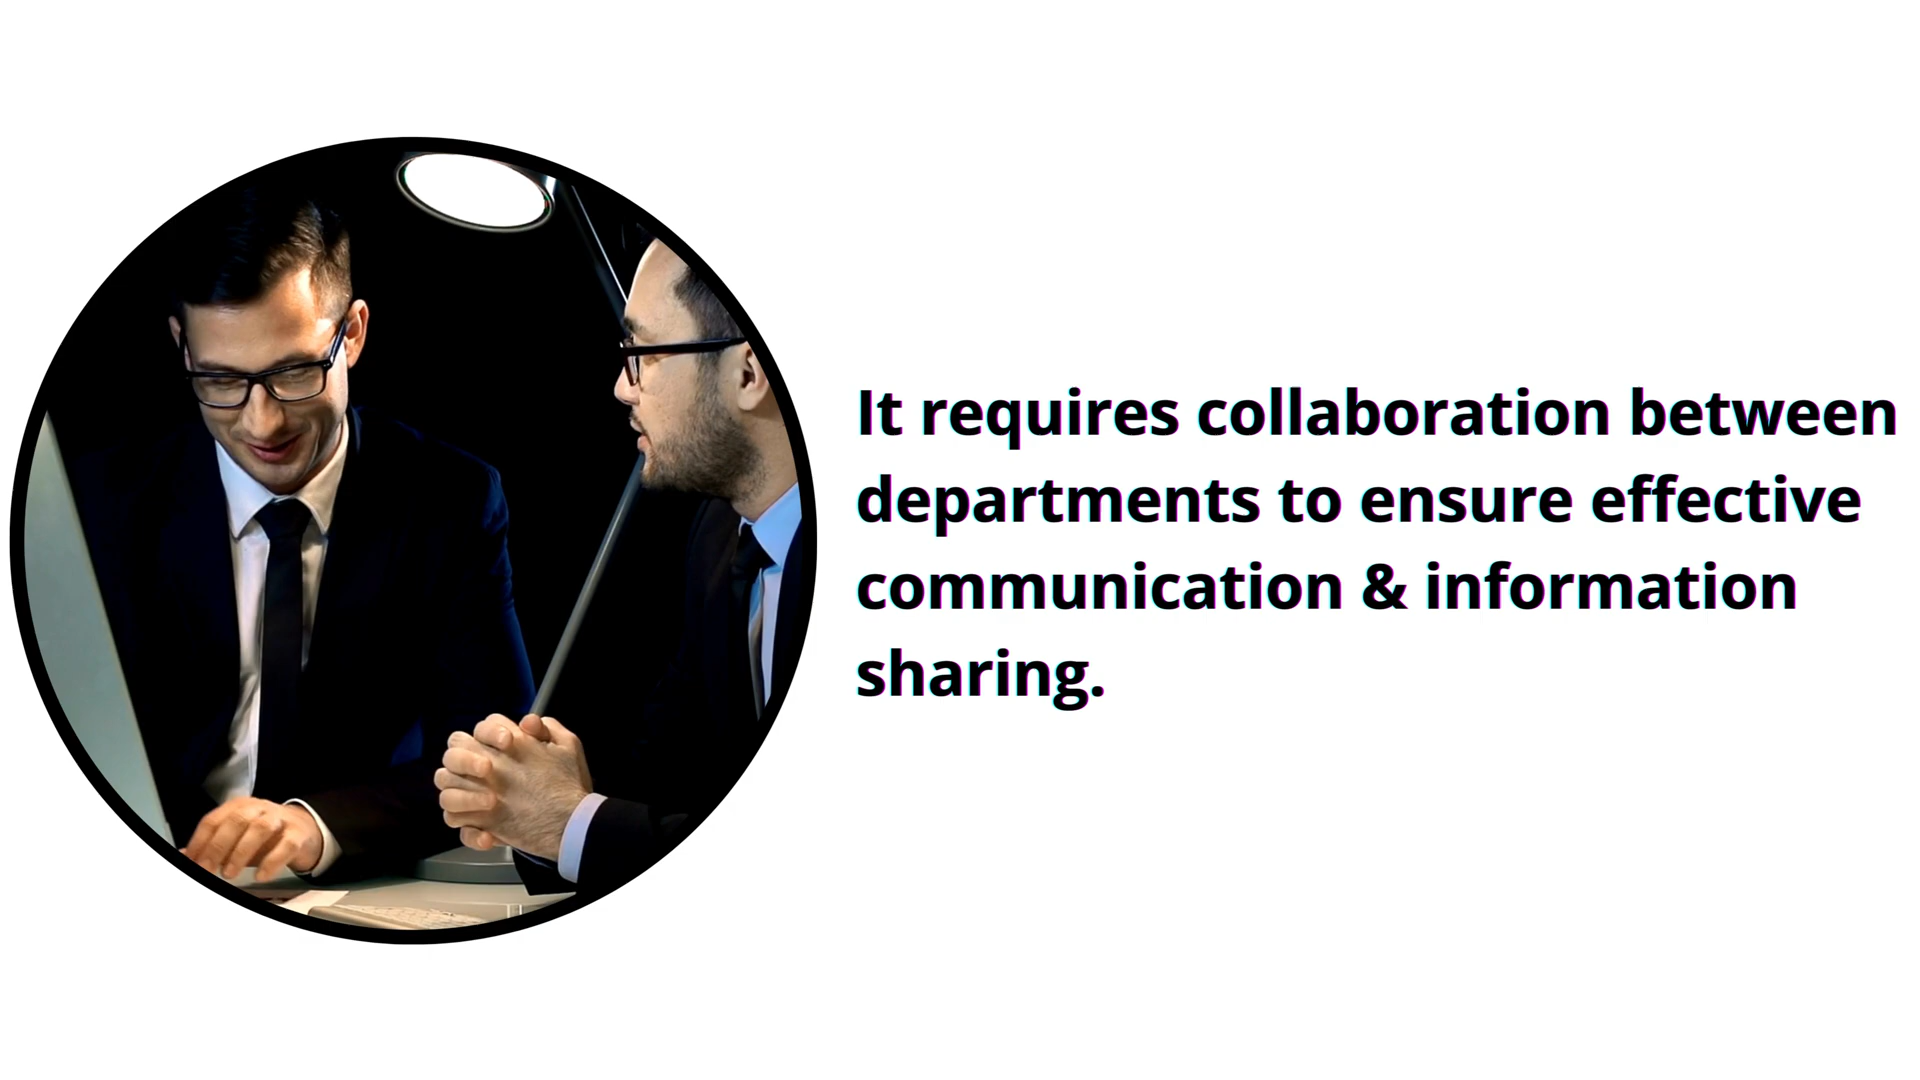 It requires collaboration between
departments to ensure effective
communication & information
sharing.